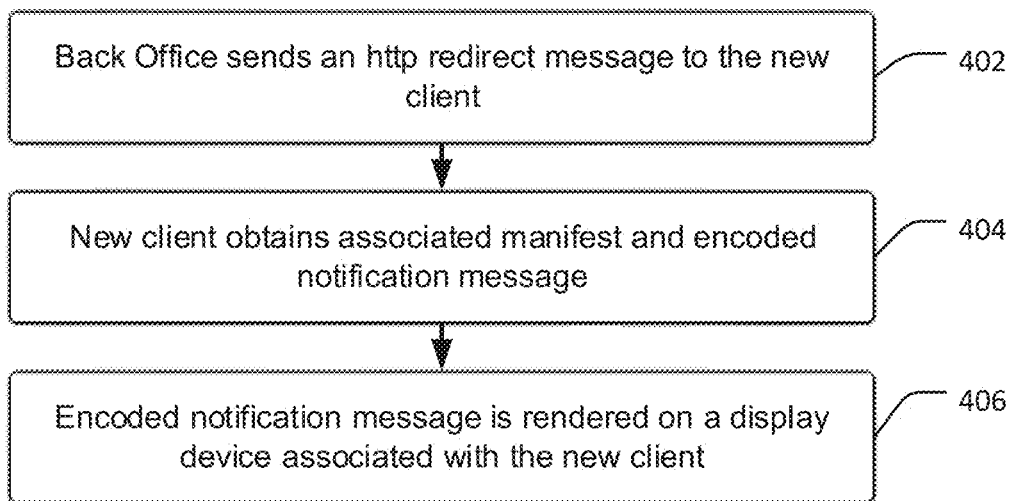 Back Office sends an http redirect message to the new
client
402
New client obtains associated manifest and encoded
notification message
404
Encoded notification message is rendered on a display
device associated with the new client
406